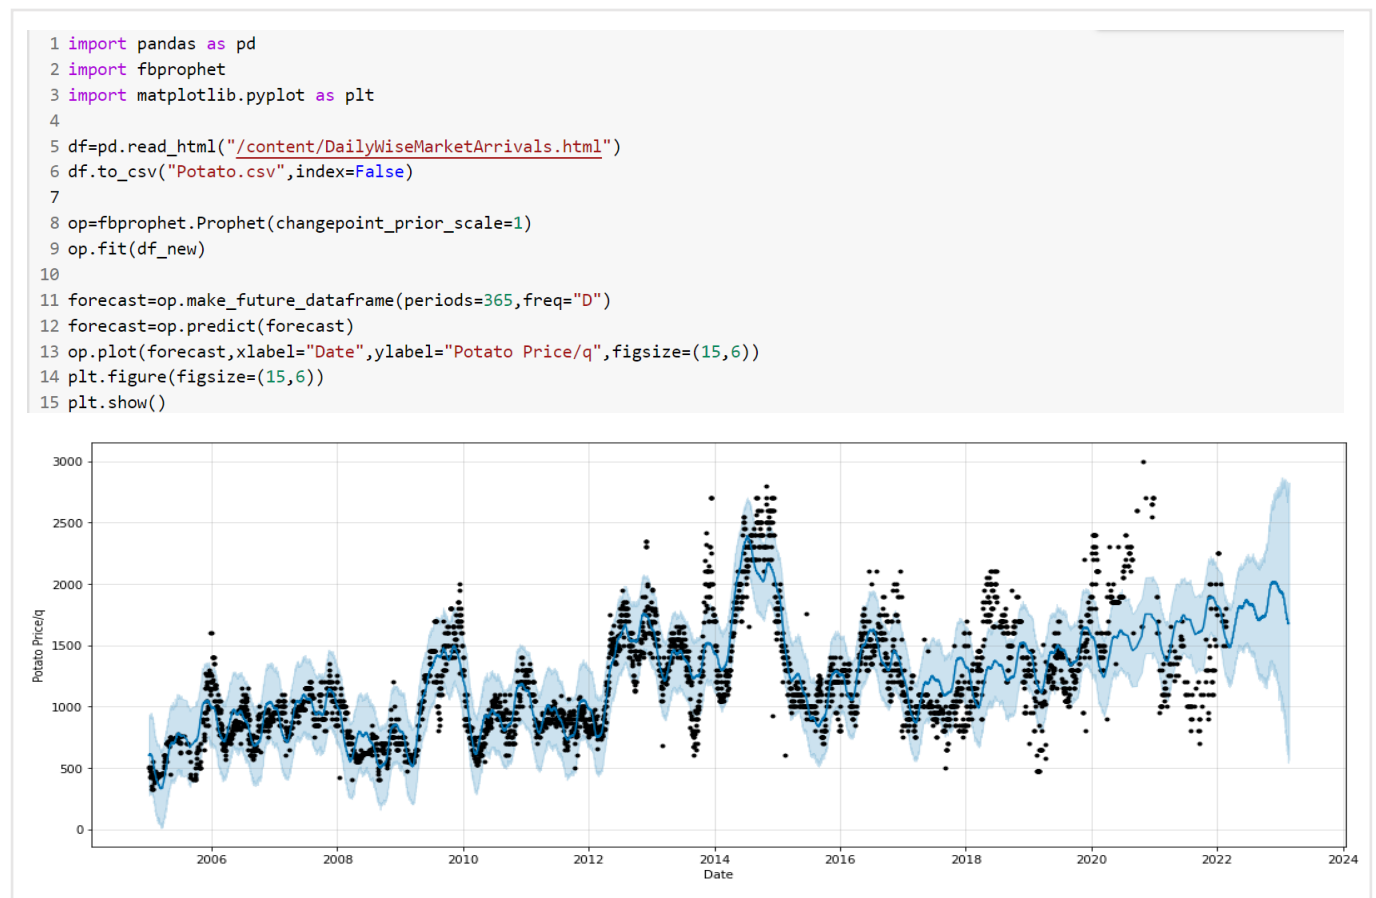 1 import pandas as pd
2 import fbprophet
3 import matplotlib.pyplot as plt
4
5 df=pd.read_html("/content/DailyWiseMarketArrivals.html")
6 df.to_csv("Potato.csv",index=False)
7
8 op=fbprophet.Prophet(changepoint_prior_scale=1)
9 op.fit(df_new)
10
11 forecast=op.make_future_dataframe(periods=365,freq="D")
12 forecast=op.predict(forecast)
13 op.plot(forecast,xlabel="Date",ylabel="Potato Price/q",figsize=(15,6))
14 plt.figure(figsize=(15,6))
15 plt.show()
3000
2500
2000
1500
1000
500
0
Potato Price/q
2006 2008 2010 2012 2014 2016 2018 2020 2022 2024
Date